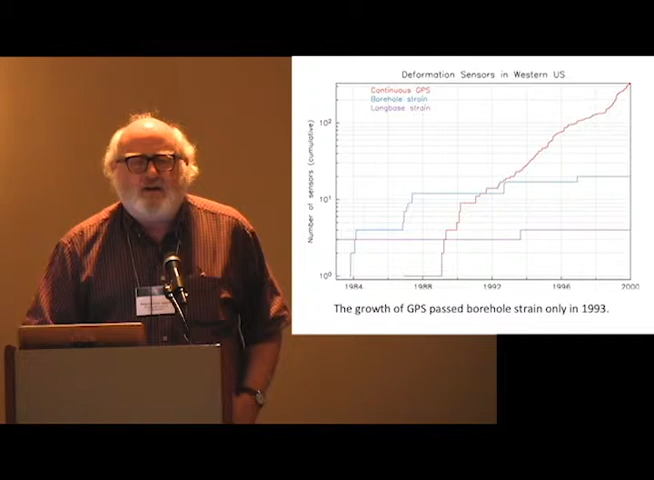 Deformation Sensors in Western US
Continuous GPS
Borehole strain
Longbase strain
Number of sensors (cumulative)
10²
10¹
10⁰
1984 1988 1992 1996 2000
The growth of GPS passed borehole strain only in 1993.